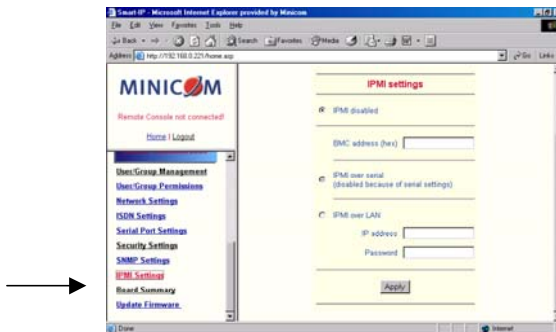 Smart-IP - Microsoft Internet Explorer provided by Minicom
File Edit View Favorites Tools Help
Back Search Favorites Media
Address http://192.168.0.221/home.asp Go Links
MINICOM
Remote Console not connected!
Home | Logout
User/Group Management
User/Group Permissions
Network Settings
ISDN Settings
Serial Port Settings
Security Settings
SNMP Settings
IPMI Settings
Board Summary
Update Firmware
IPMI settings
IPMI disabled
BMC address (hex)
IPMI over serial
(disabled because of serial settings)
IPMI over LAN
IP address
Password
Apply
Done Internet